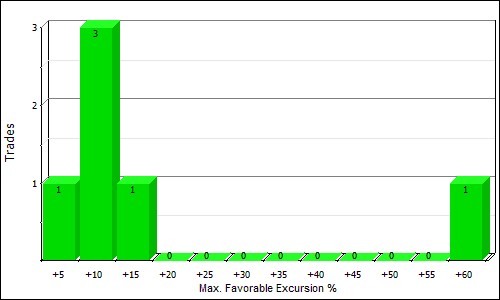 3
2
1
Trades
1 3 1 0 0 0 0 0 0 0 0 1
+5 +10 +15 +20 +25 +30 +35 +40 +45 +50 +55 +60
Max. Favorable Excursion %